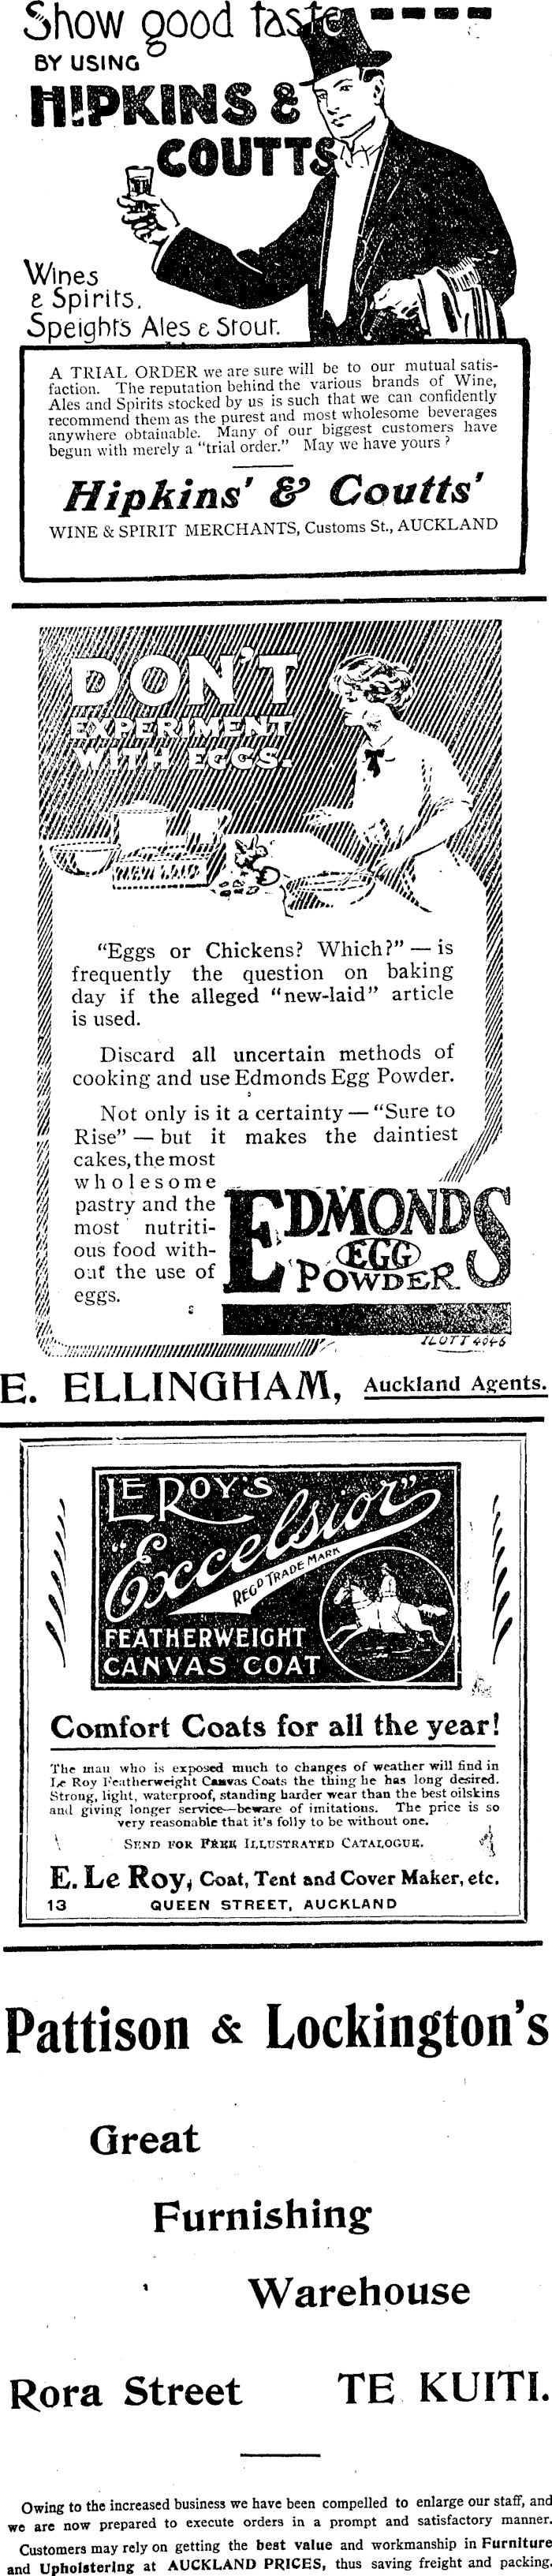 Show good taste
BY USING
HIPKINS &
COUTTS
Wines
& Spirits.
Speight's Ales & Stout.
A TRIAL ORDER we are sure will be to our mutual satis-
faction. The reputation behind the various brands of Wine,
Ales and Spirits stocked by us is such that we can confidently
recommend them as the purest and most wholesome beverages
anywhere obtainable. Many of our biggest customers have
begun with merely a "trial order." May we have yours ?
Hipkins' & Coutts'
WINE & SPIRIT MERCHANTS, Customs St., AUCKLAND
DON'T
EXPERIMENT
WITH EGGS.
NEW LAID
"Eggs or Chickens? Which?" — is
frequently the question on baking
day if the alleged "new-laid" article
is used.
Discard all uncertain methods of
cooking and use Edmonds Egg Powder.
Not only is it a certainty — "Sure to
Rise" — but it makes the daintiest
cakes, the most
wholesome
pastry and the
most nutriti-
ous food with-
out the use of
eggs.
EDMONDS
EGG
POWDER
ILOTT 4046
E. ELLINGHAM, Auckland Agents.
LE ROY'S
"Excelsior"
REGD TRADE MARK
FEATHERWEIGHT
CANVAS COAT
Comfort Coats for all the year!
The man who is exposed much to changes of weather will find in
Le Roy Featherweight Canvas Coats the thing he has long desired.
Strong, light, waterproof, standing harder wear than the best oilskins
and giving longer service—beware of imitations. The price is so
very reasonable that it's folly to be without one.
SEND FOR FREE ILLUSTRATED CATALOGUE.
E. Le Roy, Coat, Tent and Cover Maker, etc.
13 QUEEN STREET, AUCKLAND
Pattison & Lockington's
Great
Furnishing
Warehouse
Rora Street TE KUITI.
Owing to the increased business we have been compelled to enlarge our staff, and
we are now prepared to execute orders in a prompt and satisfactory manner.
Customers may rely on getting the best value and workmanship in Furniture
and Upholstering at AUCKLAND PRICES, thus saving freight and packing.